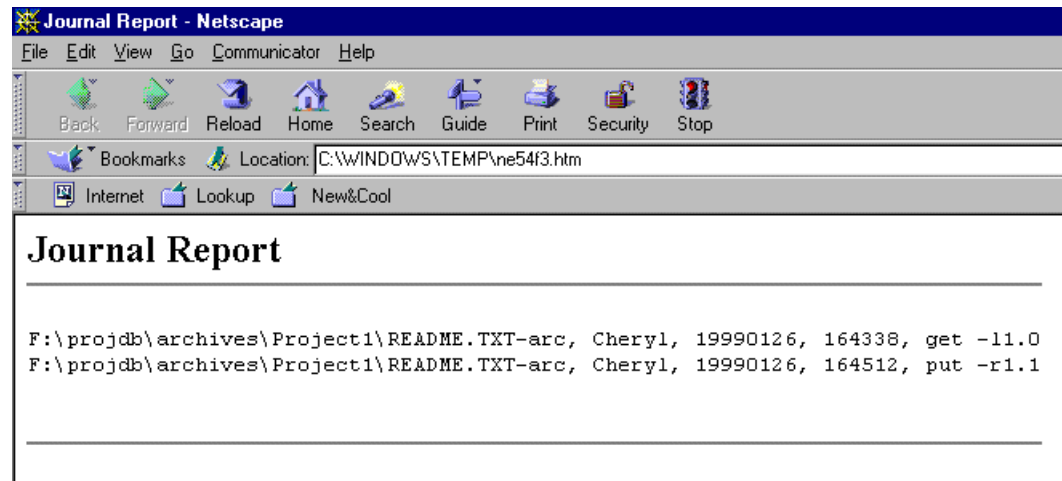 Journal Report - Netscape
File Edit View Go Communicator Help
Back Forward Reload Home Search Guide Print Security Stop
Bookmarks Location: C:\WINDOWS\TEMP\ne54f3.htm
Internet Lookup New&Cool
Journal Report
F:\projdb\archives\Project1\README.TXT-arc, Cheryl, 19990126, 164338, get -l1.0
F:\projdb\archives\Project1\README.TXT-arc, Cheryl, 19990126, 164512, put -r1.1